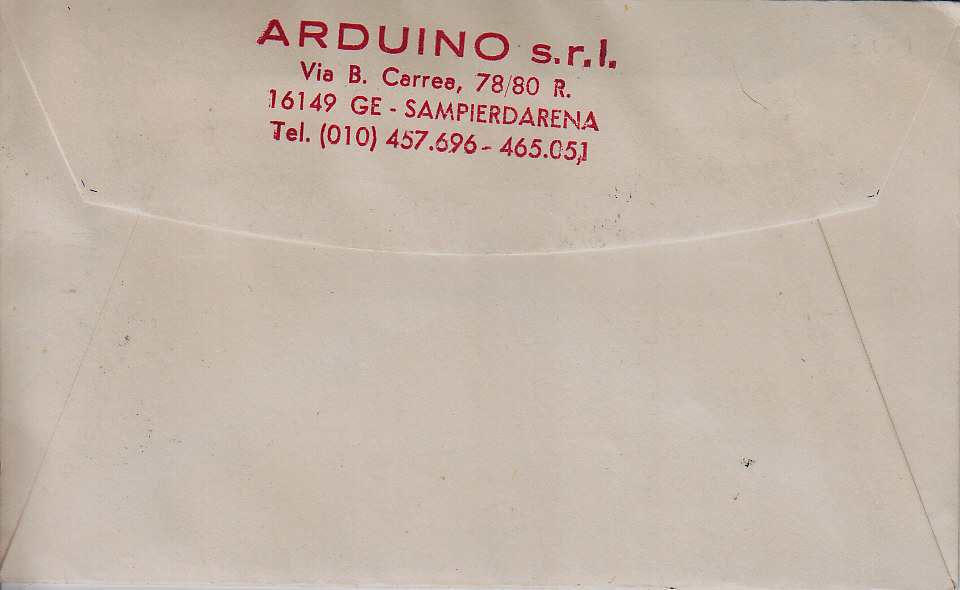 ARDUINO s.r.l.
Via B. Carrea, 78/80 R.
16149 GE - SAMPIERDARENA
Tel. (010) 457.696 - 465.051